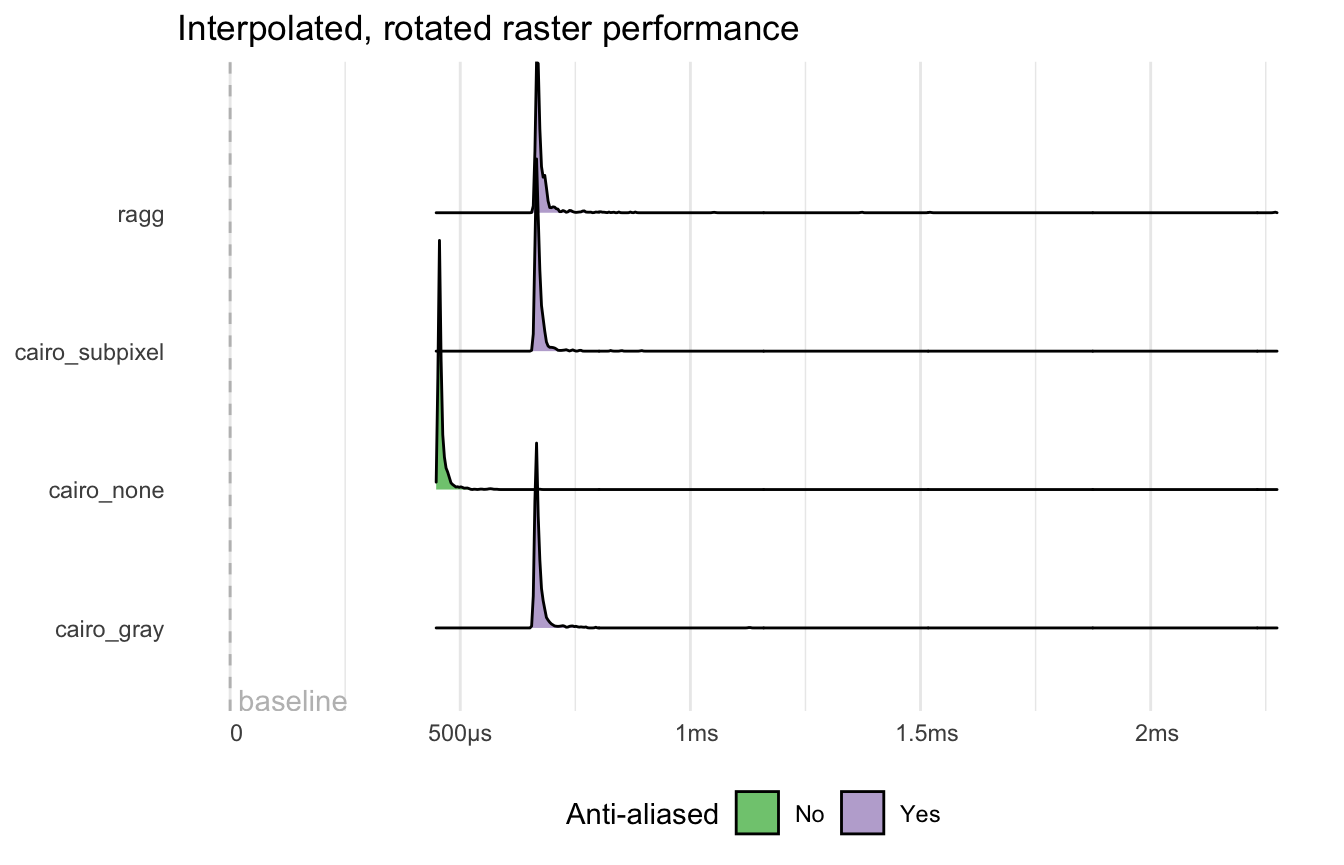 Interpolated, rotated raster performance
ragg
cairo_subpixel
cairo_none
cairo_gray
baseline
0 500µs 1ms 1.5ms 2ms
Anti-aliased No Yes